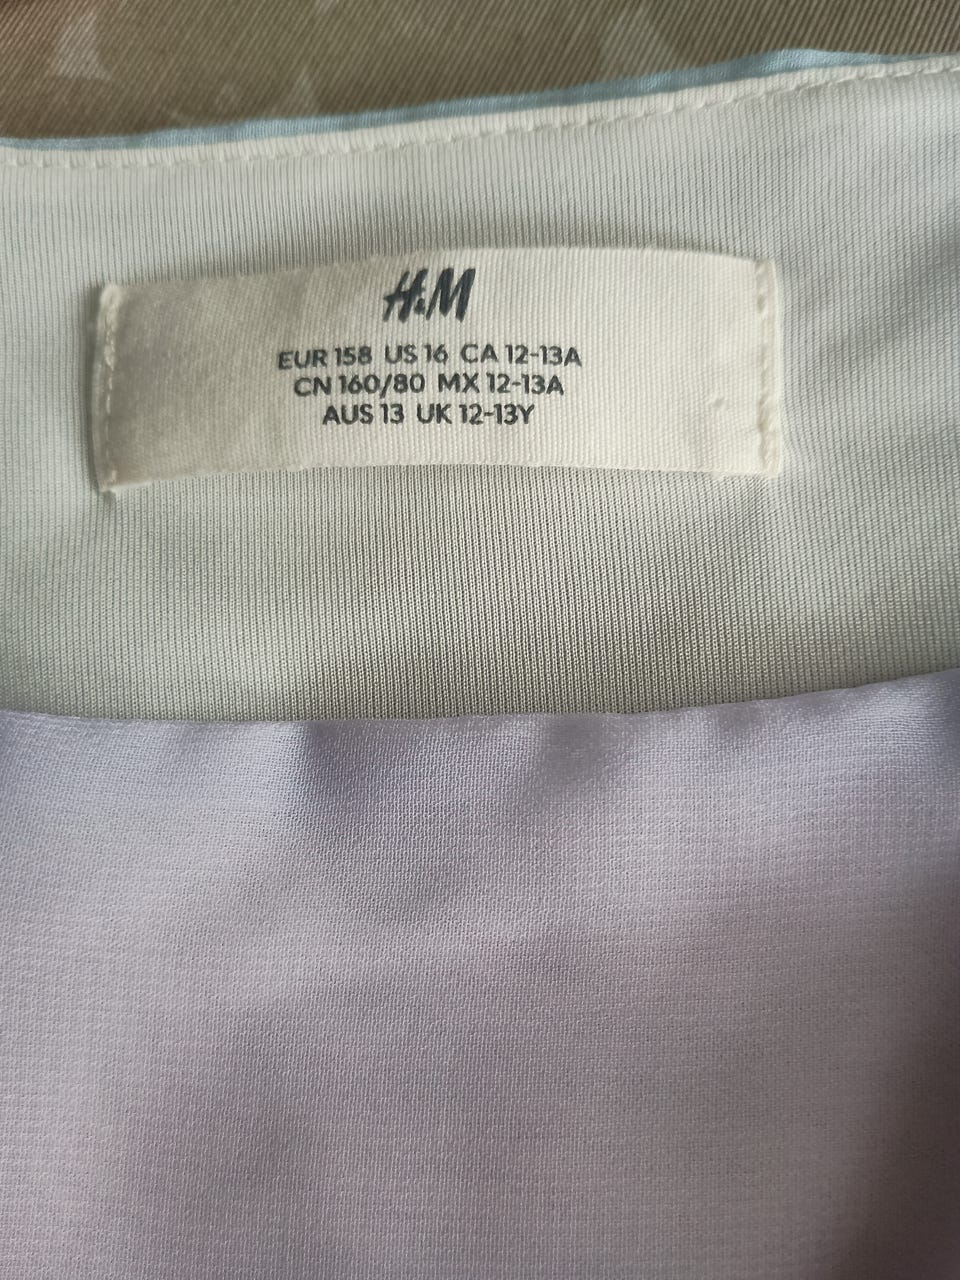 H&M
EUR 158 US 16 CA 12-13A
CN 160/80 MX 12-13A
AUS 13 UK 12-13Y